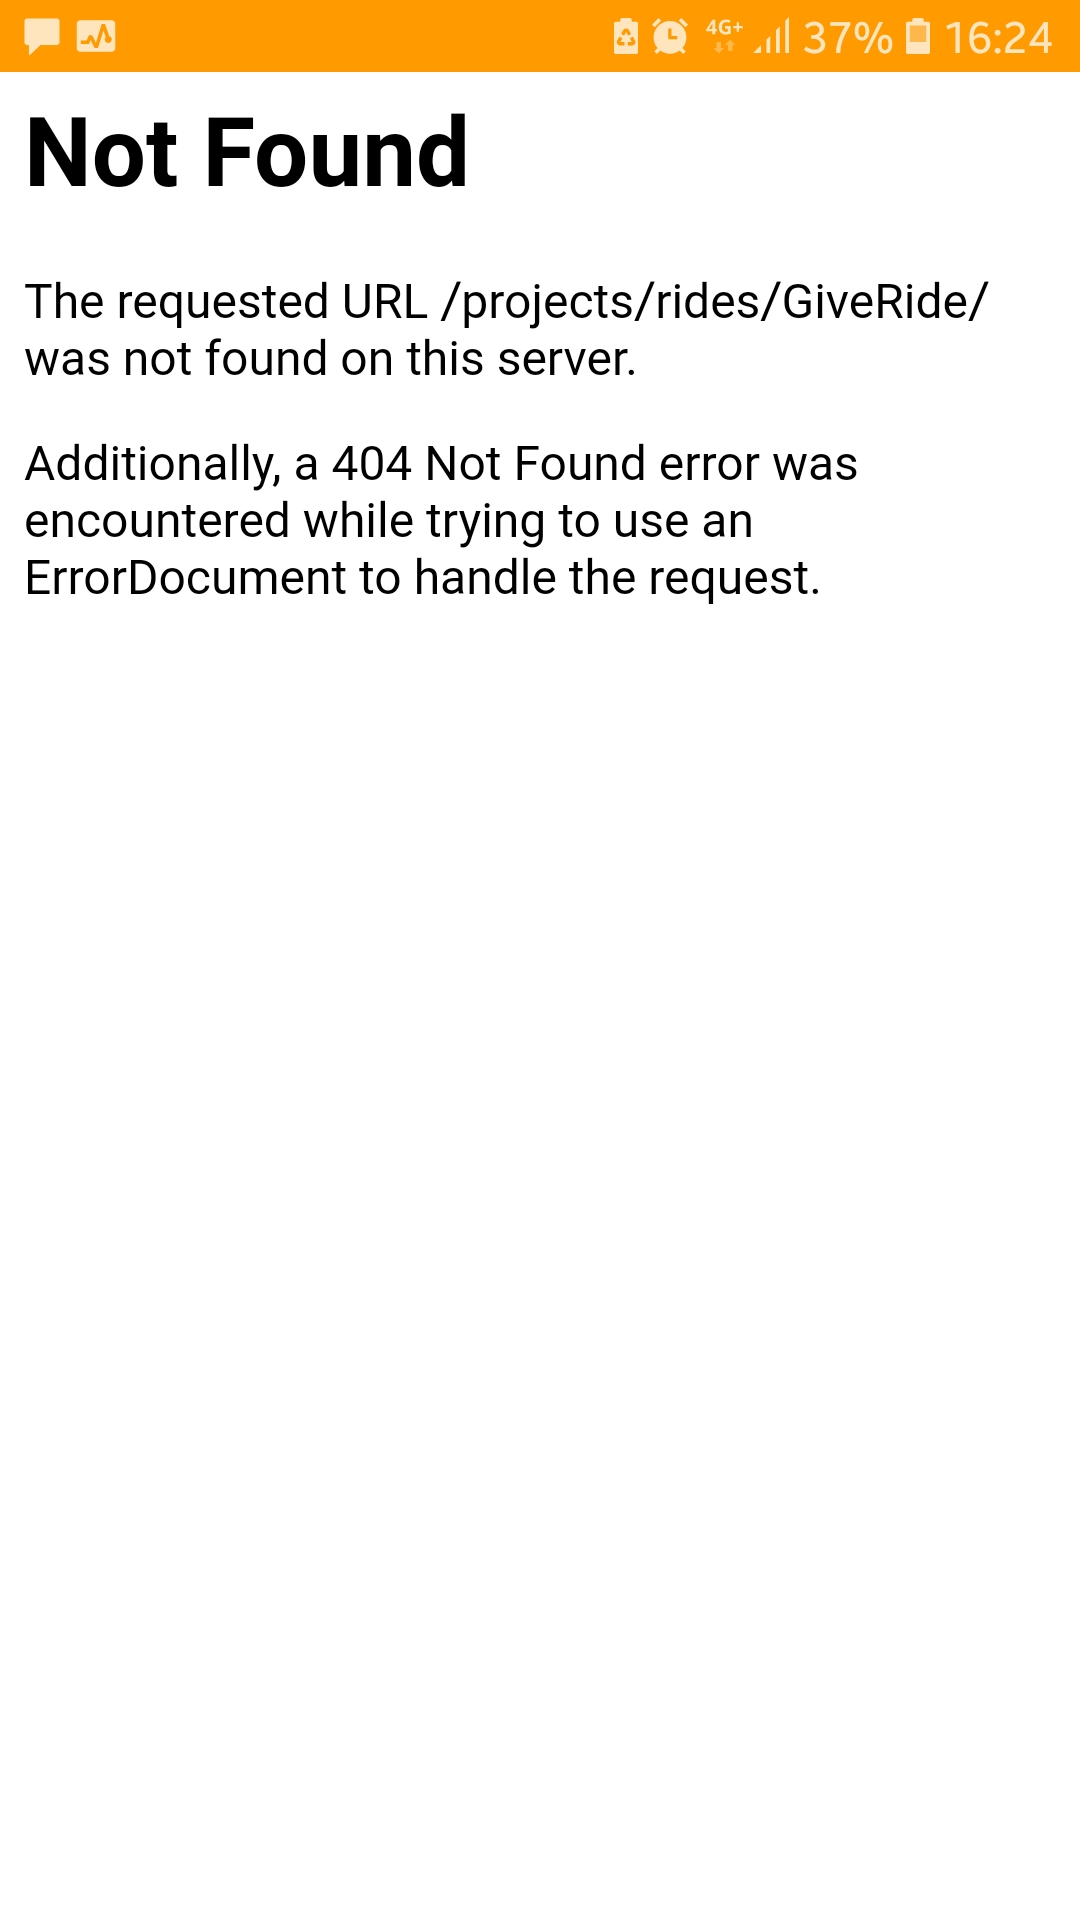 4G+ 37% 16:24
Not Found
The requested URL /projects/rides/GiveRide/
was not found on this server.
Additionally, a 404 Not Found error was
encountered while trying to use an
ErrorDocument to handle the request.